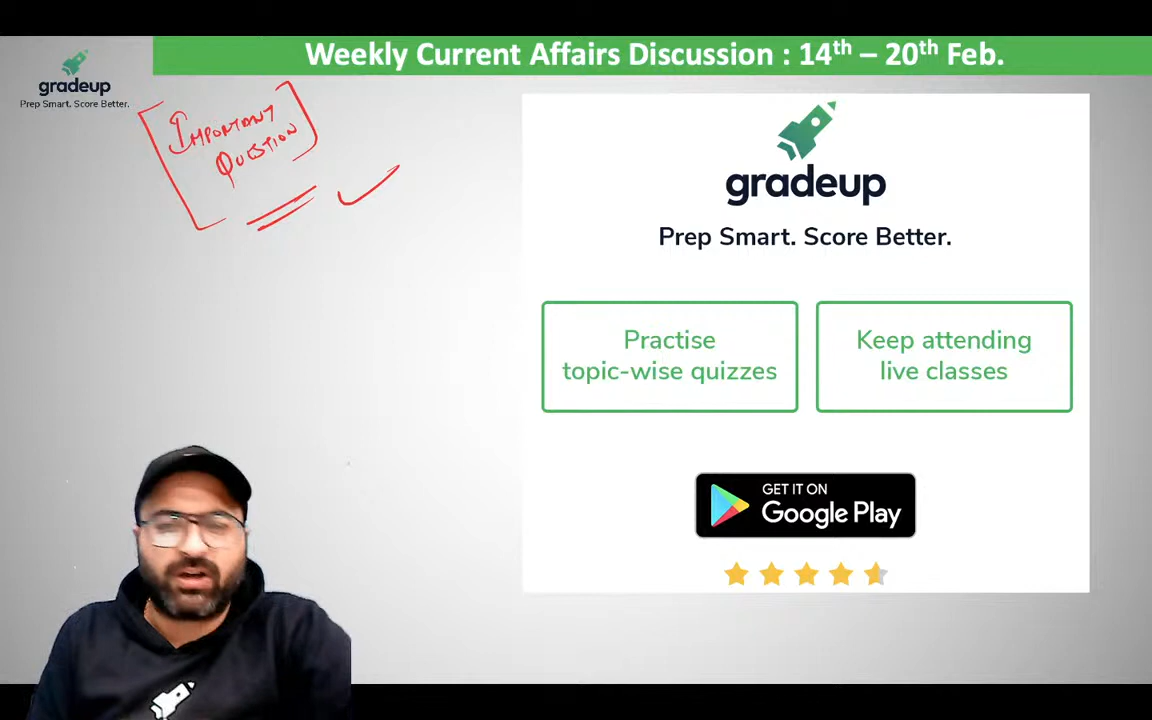 Weekly Current Affairs Discussion : 14th – 20th Feb.
gradeup
Prep Smart. Score Better.
IMPORTANT
QUESTION
gradeup
Prep Smart. Score Better.
Practise
topic-wise quizzes
Keep attending
live classes
GET IT ON
Google Play